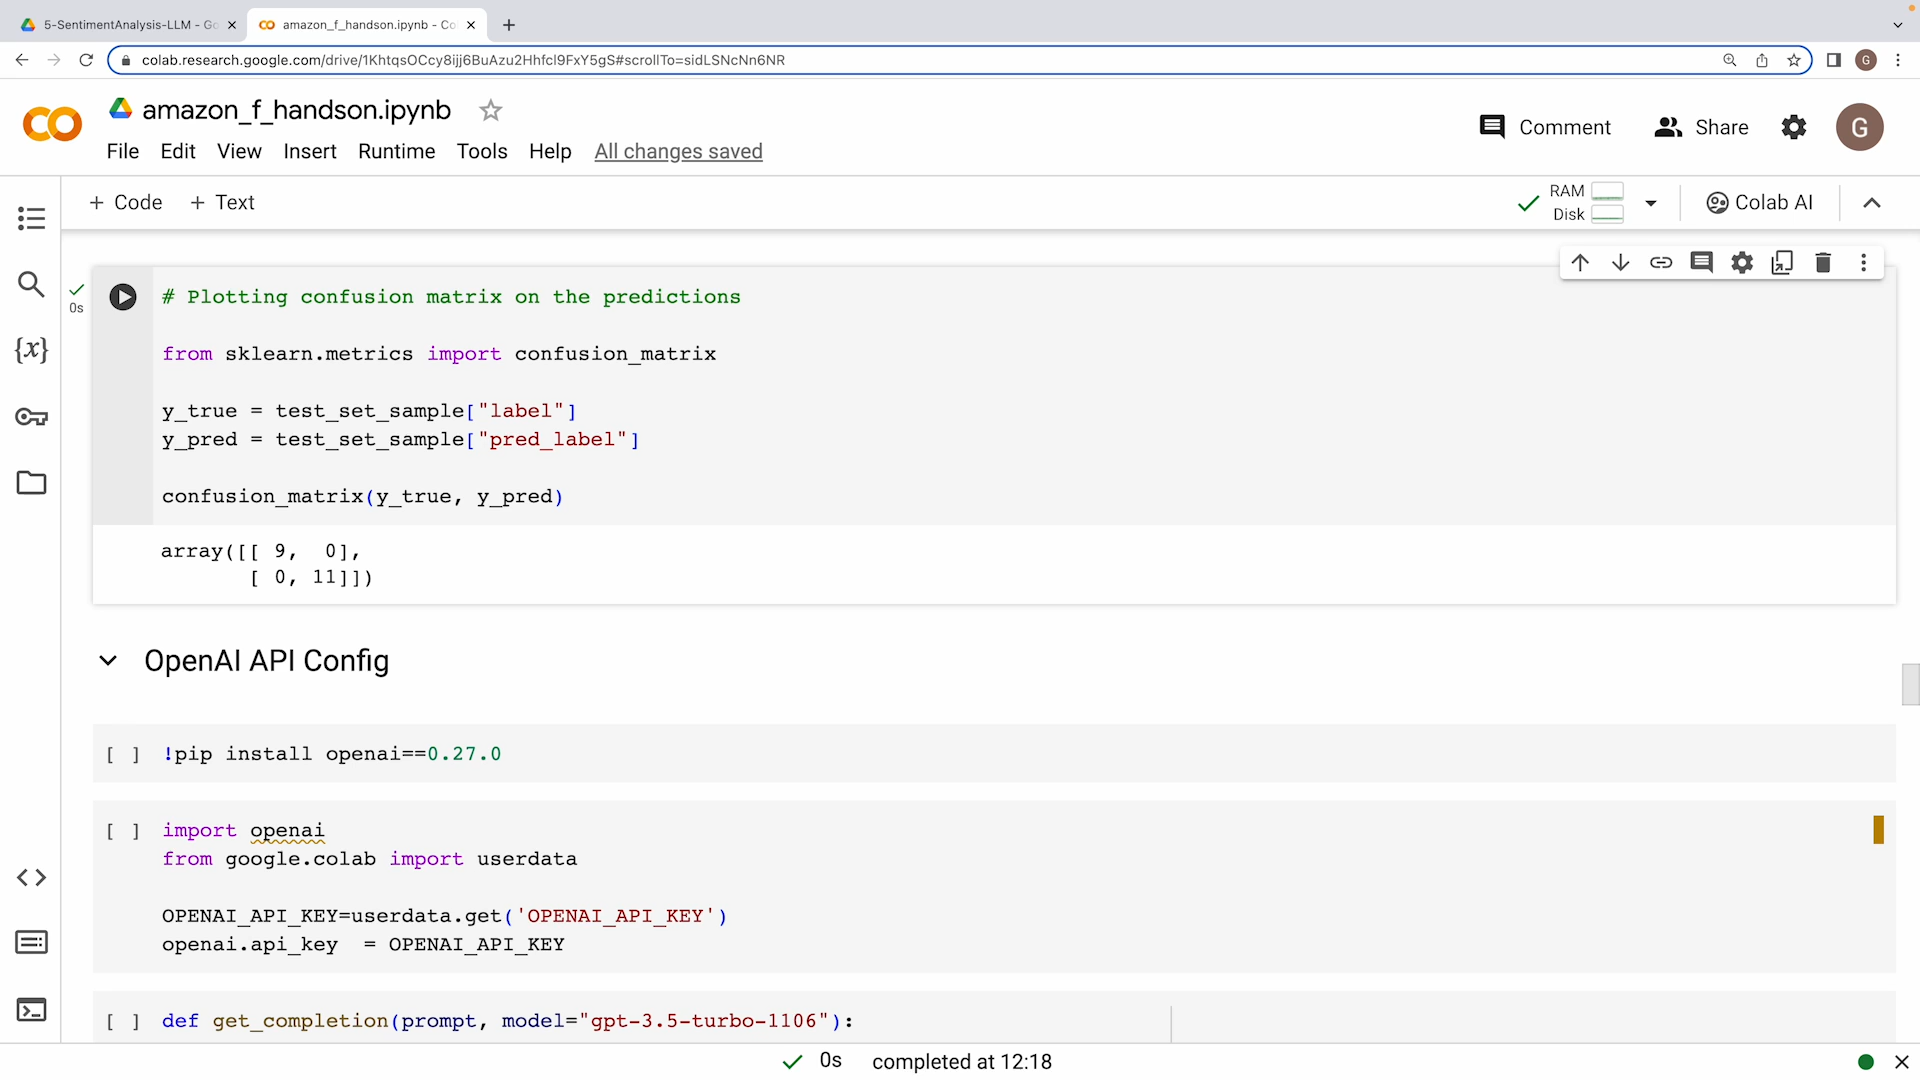 5-SentimentAnalysis-LLM - Go
amazon_f_handson.ipynb - Co
colab.research.google.com/drive/1KhtqsOCcy8ijj6BuAzu2Hhfcl9FxY5gS#scrollTo=sidLSNcNn6NR
G
amazon_f_handson.ipynb
Comment
Share
G
File Edit View Insert Runtime Tools Help All changes saved
+ Code + Text
RAM
Disk
Colab AI
{x}
0s
# Plotting confusion matrix on the predictions
from sklearn.metrics import confusion_matrix
y_true = test_set_sample["label"]
y_pred = test_set_sample["pred_label"]
confusion_matrix(y_true, y_pred)
array([[ 9,  0],
[ 0, 11]])
OpenAI API Config
[ ] !pip install openai==0.27.0
[ ] import openai
from google.colab import userdata
OPENAI_API_KEY=userdata.get('OPENAI_API_KEY')
openai.api_key  = OPENAI_API_KEY
[ ] def get_completion(prompt, model="gpt-3.5-turbo-1106"):
0s completed at 12:18